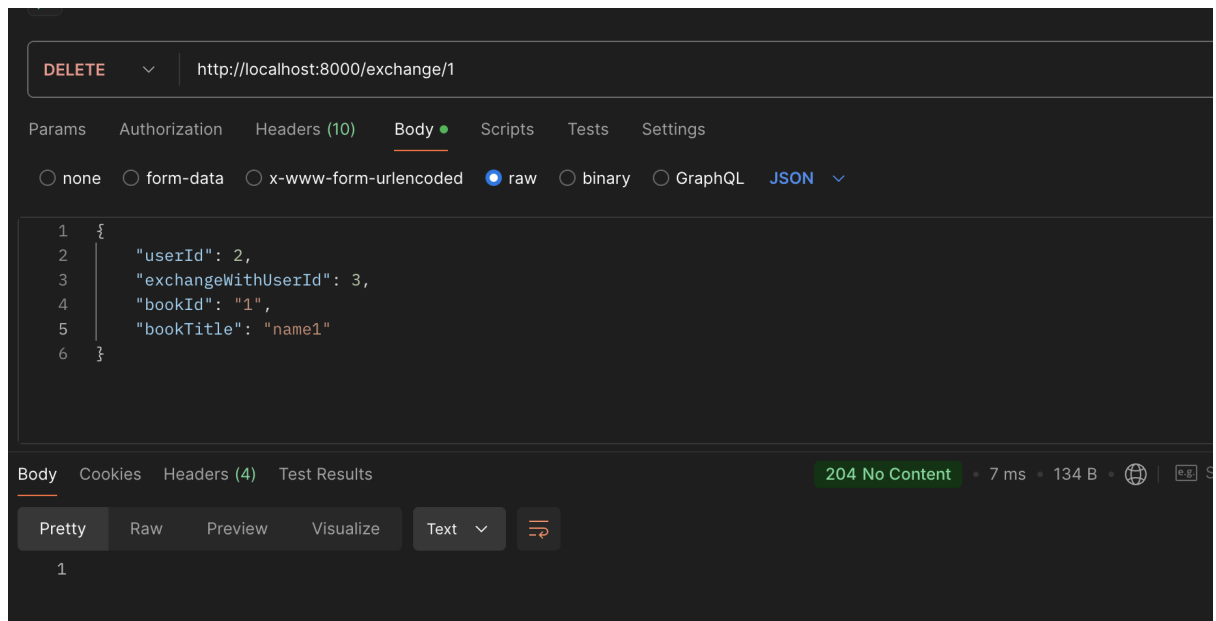 DELETE http://localhost:8000/exchange/1
Params Authorization Headers (10) Body Scripts Tests Settings
none form-data x-www-form-urlencoded raw binary GraphQL JSON
1 {
2 "userId": 2,
3 "exchangeWithUserId": 3,
4 "bookId": "1",
5 "bookTitle": "name1"
6 }
Body Cookies Headers (4) Test Results 204 No Content • 7 ms • 134 B • e.g. S
Pretty Raw Preview Visualize Text
1